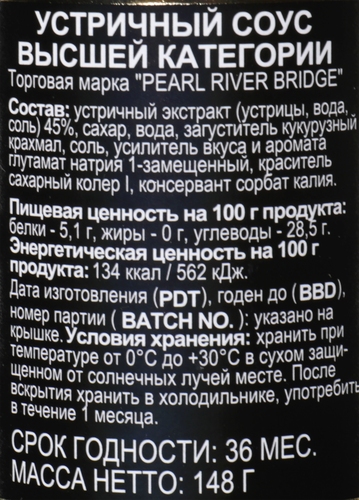 УСТРИЧНЫЙ СОУС
ВЫСШЕЙ КАТЕГОРИИ
Торговая марка "PEARL RIVER BRIDGE"
Состав: устричный экстракт (устрицы, вода,
соль) 45%, сахар, вода, загуститель кукурузный
крахмал, соль, усилитель вкуса и аромата
глутамат натрия 1-замещенный, краситель
сахарный колер I, консервант сорбат калия.
Пищевая ценность на 100 г продукта:
белки - 5,1 г, жиры - 0 г, углеводы - 28,5 г.
Энергетическая ценность на 100 г
продукта: 134 ккал / 562 кДж.
Дата изготовления (PDT), годен до (BBD),
номер партии ( BATCH NO. ): указано на
крышке. Условия хранения: хранить при
температуре от 0°C до +30°C в сухом защи-
щенном от солнечных лучей месте. После
вскрытия хранить в холодильнике, употребить
в течение 1 месяца.
СРОК ГОДНОСТИ: 36 МЕС.
МАССА НЕТТО: 148 Г